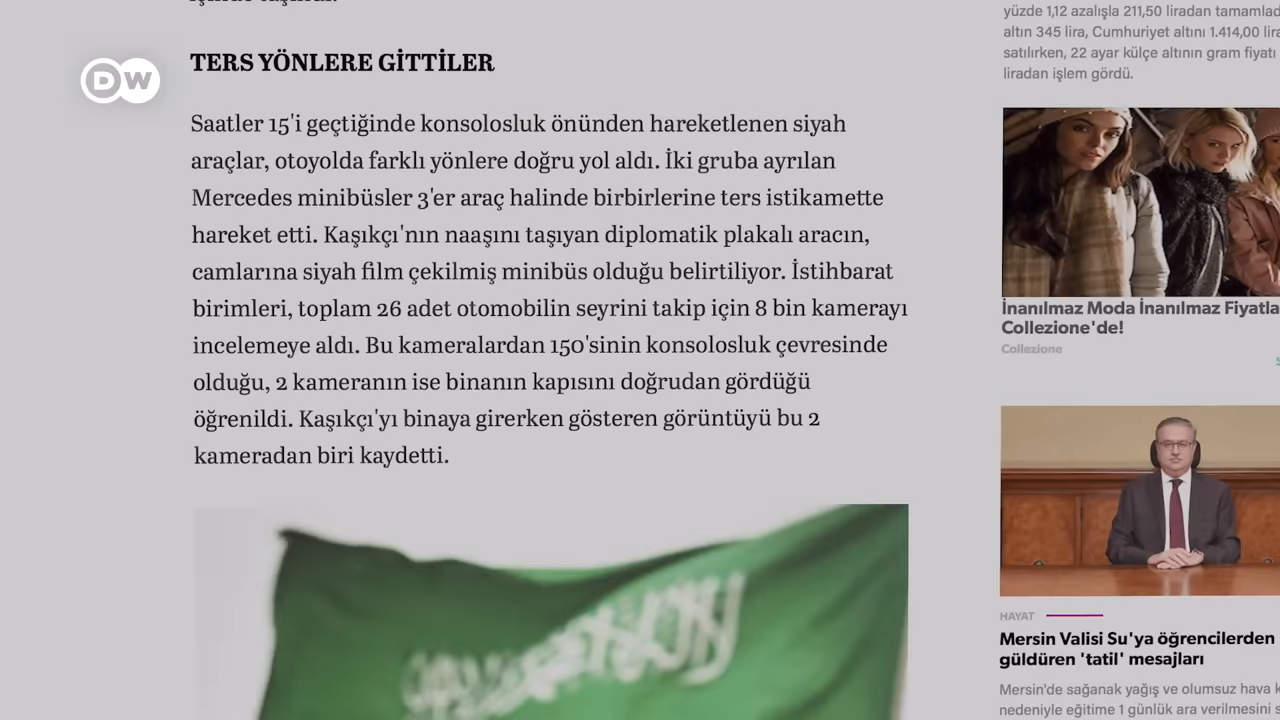 DW
TERS YÖNLERE GİTTİLER
Saatler 15'i geçtiğinde konsolosluk önünden hareketlenen siyah
araçlar, otoyolda farklı yönlere doğru yol aldı. İki gruba ayrılan
Mercedes minibüsler 3'er araç halinde birbirlerine ters istikamette
hareket etti. Kaşıkçı'nın naaşını taşıyan diplomatik plakalı aracın,
camlarına siyah film çekilmiş minibüs olduğu belirtiliyor. İstihbarat
birimleri, toplam 26 adet otomobilin seyrini takip için 8 bin kamerayı
incelemeye aldı. Bu kameralardan 150'sinin konsolosluk çevresinde
olduğu, 2 kameranın ise binanın kapısını doğrudan gördüğü
öğrenildi. Kaşıkçı'yı binaya girerken gösteren görüntüyü bu 2
kameradan biri kaydetti.
yüzde 1,12 azalışla 211,50 liradan tamamlad
altın 345 lira, Cumhuriyet altını 1.414,00 lira
satılırken, 22 ayar külçe altının gram fiyatı
liradan işlem gördü.
İnanılmaz Moda İnanılmaz Fiyatla
Collezione'de!
Collezione
HAYAT
Mersin Valisi Su'ya öğrencilerden
güldüren 'tatil' mesajları
Mersin'de sağanak yağış ve olumsuz hava k
nedeniyle eğitime 1 günlük ara verilmesini s